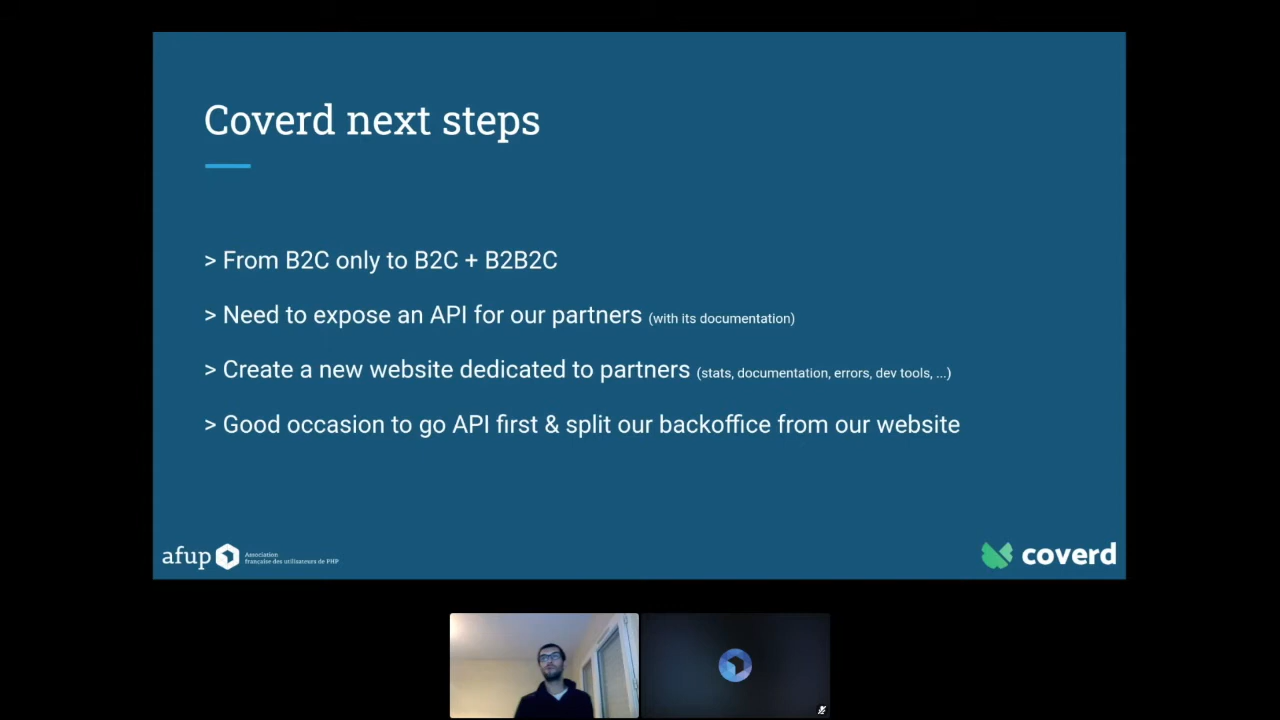 Coverd next steps
> From B2C only to B2C + B2B2C
> Need to expose an API for our partners (with its documentation)
> Create a new website dedicated to partners (stats, documentation, errors, dev tools, ...)
> Good occasion to go API first & split our backoffice from our website
afup
Association
française des utilisateurs de PHP
coverd